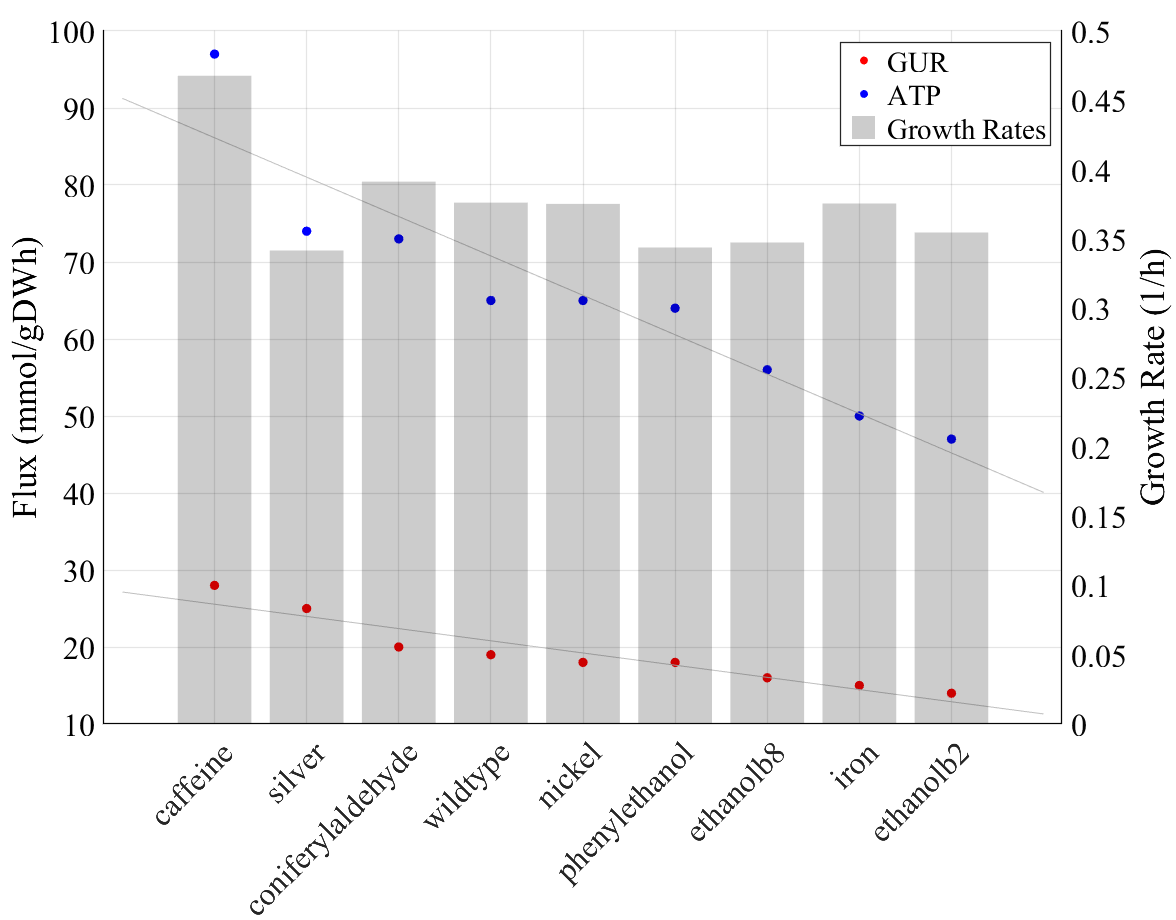 100
90
80
70
60
50
40
30
20
10
Flux (mmol/gDWh)
0.5
0.45
0.4
0.35
0.3
0.25
0.2
0.15
0.1
0.05
0
Growth Rate (1/h)
GUR
ATP
Growth Rates
caffeine
silver
coniferylaldehyde
wildtype
nickel
phenylethanol
ethanolb8
iron
ethanolb2